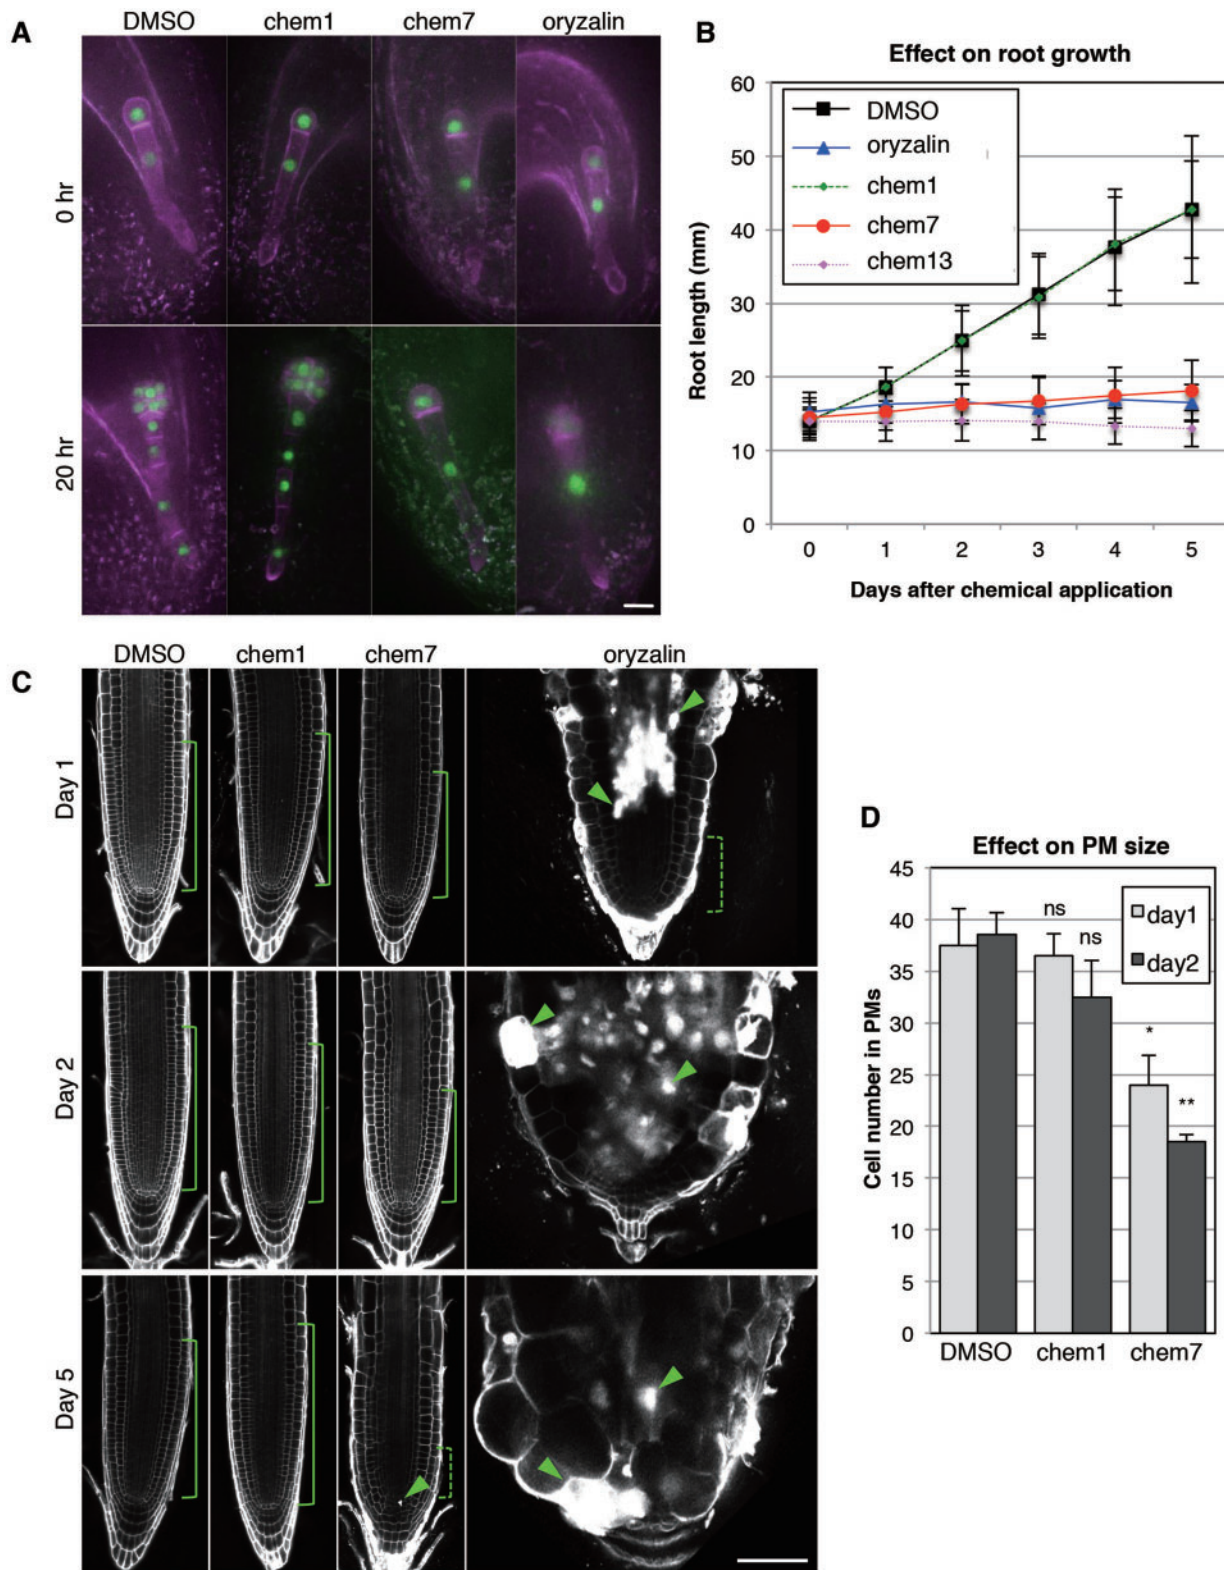 A
DMSO
chem1
chem7
oryzalin
0 hr
20 hr
B
Effect on root growth
60
50
40
30
20
10
0
Root length (mm)
DMSO
oryzalin
chem1
chem7
chem13
0
1
2
3
4
5
Days after chemical application
C
DMSO
chem1
chem7
oryzalin
Day 1
Day 2
Day 5
D
Effect on PM size
45
40
35
30
25
20
15
10
5
0
Cell number in PMs
day1
day2
ns
ns
*
**
DMSO
chem1
chem7